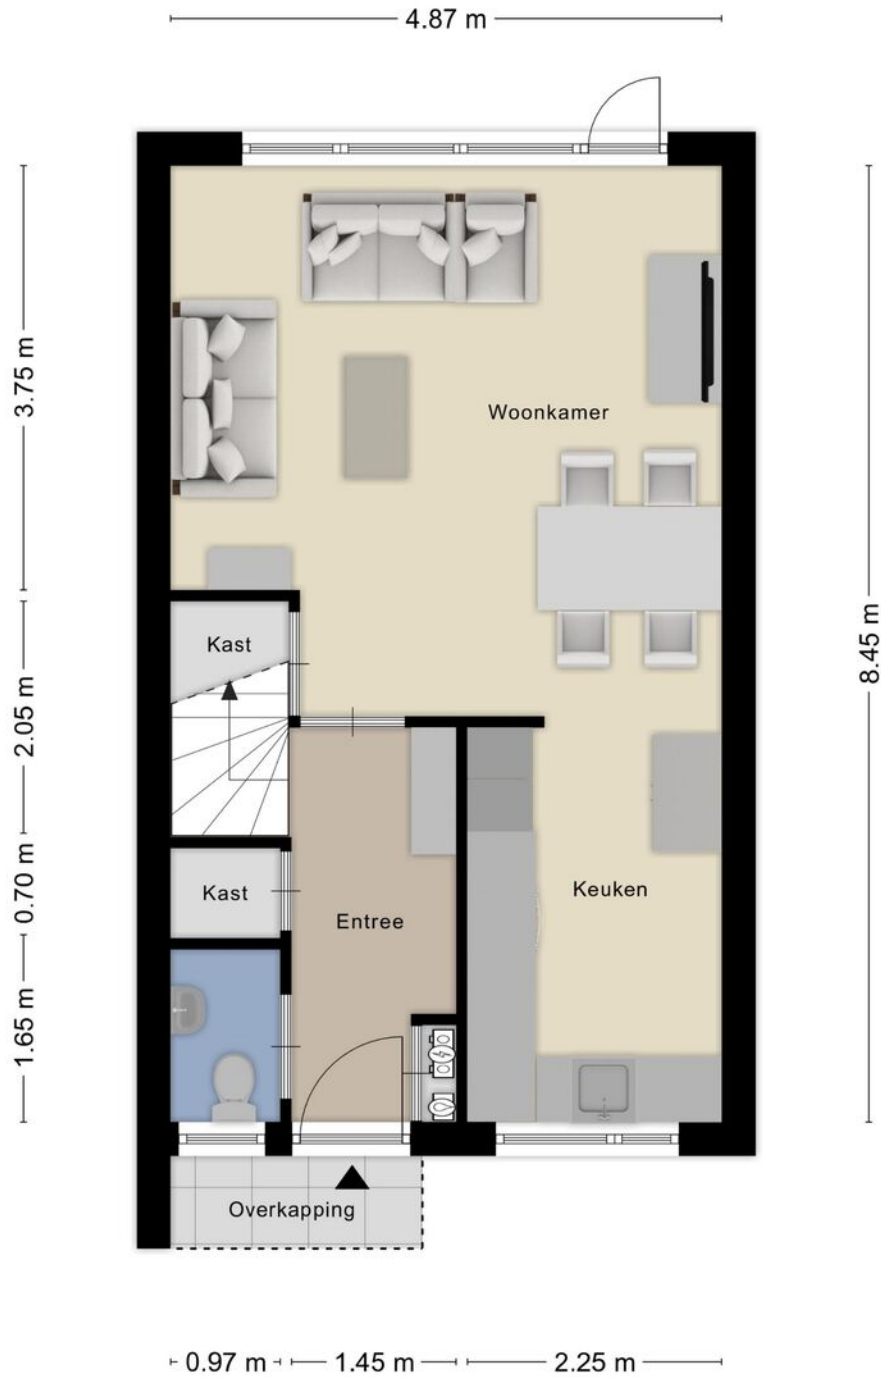 4.87 m
3.75 m
Woonkamer
8.45 m
Kast
2.05 m
Kast
0.70 m
Keuken
Entree
1.65 m
Overkapping
0.97 m
1.45 m
2.25 m